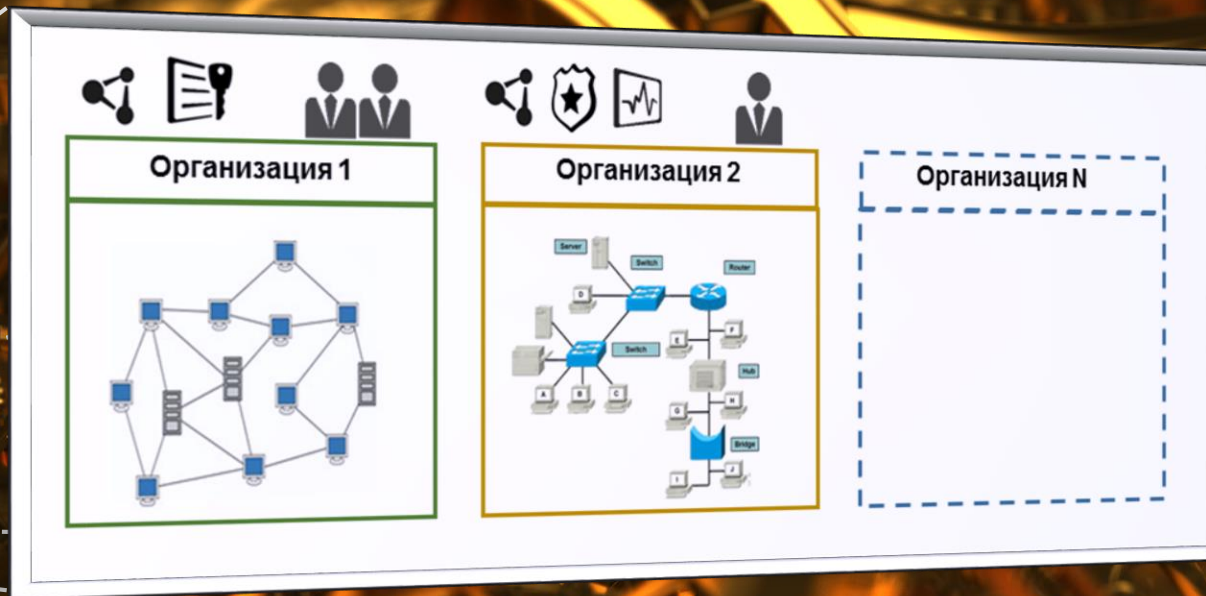 Организация 1
Организация 2
Организация N
Server
Switch
Router
D
E
F
Switch
Hub
A
B
C
G
H
Bridge
I
J